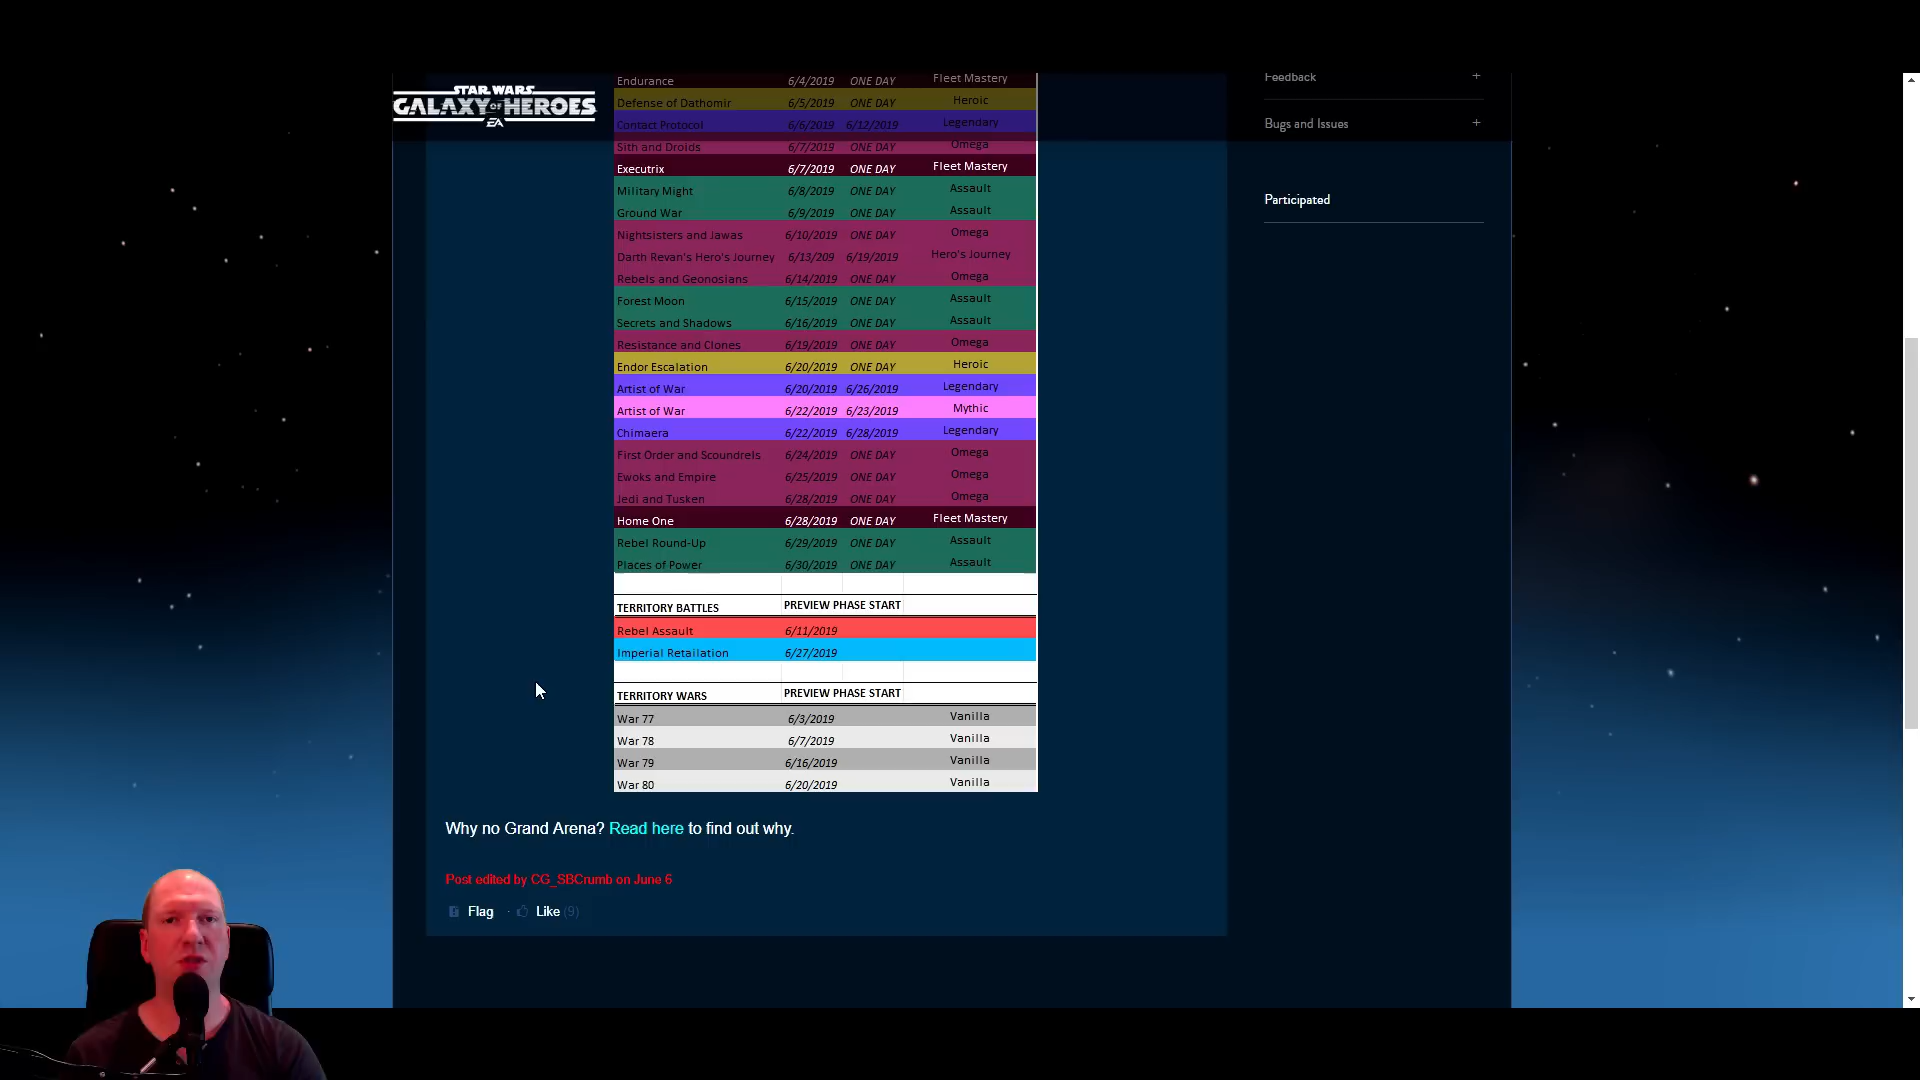 STAR WARS
GALAXY OF HEROES
EA
Endurance 6/4/2019 ONE DAY Fleet Mastery
Defense of Dathomir 6/5/2019 ONE DAY Heroic
Contact Protocol 6/6/2019 6/12/2019 Legendary
Sith and Droids 6/7/2019 ONE DAY Omega
Executrix 6/7/2019 ONE DAY Fleet Mastery
Military Might 6/8/2019 ONE DAY Assault
Ground War 6/9/2019 ONE DAY Assault
Nightsisters and Jawas 6/10/2019 ONE DAY Omega
Darth Revan's Hero's Journey 6/13/209 6/19/2019 Hero's Journey
Rebels and Geonosians 6/14/2019 ONE DAY Omega
Forest Moon 6/15/2019 ONE DAY Assault
Secrets and Shadows 6/16/2019 ONE DAY Assault
Resistance and Clones 6/19/2019 ONE DAY Omega
Endor Escalation 6/20/2019 ONE DAY Heroic
Artist of War 6/20/2019 6/26/2019 Legendary
Artist of War 6/22/2019 6/23/2019 Mythic
Chimaera 6/22/2019 6/28/2019 Legendary
First Order and Scoundrels 6/24/2019 ONE DAY Omega
Ewoks and Empire 6/25/2019 ONE DAY Omega
Jedi and Tusken 6/28/2019 ONE DAY Omega
Home One 6/28/2019 ONE DAY Fleet Mastery
Rebel Round-Up 6/29/2019 ONE DAY Assault
Places of Power 6/30/2019 ONE DAY Assault
TERRITORY BATTLES PREVIEW PHASE START
Rebel Assault 6/11/2019
Imperial Retailation 6/27/2019
TERRITORY WARS PREVIEW PHASE START
War 77 6/3/2019 Vanilla
War 78 6/7/2019 Vanilla
War 79 6/16/2019 Vanilla
War 80 6/20/2019 Vanilla
Why no Grand Arena? Read here to find out why.
Post edited by CG_SBCrumb on June 6
Flag · Like (9)
Feedback +
Bugs and Issues +
Participated